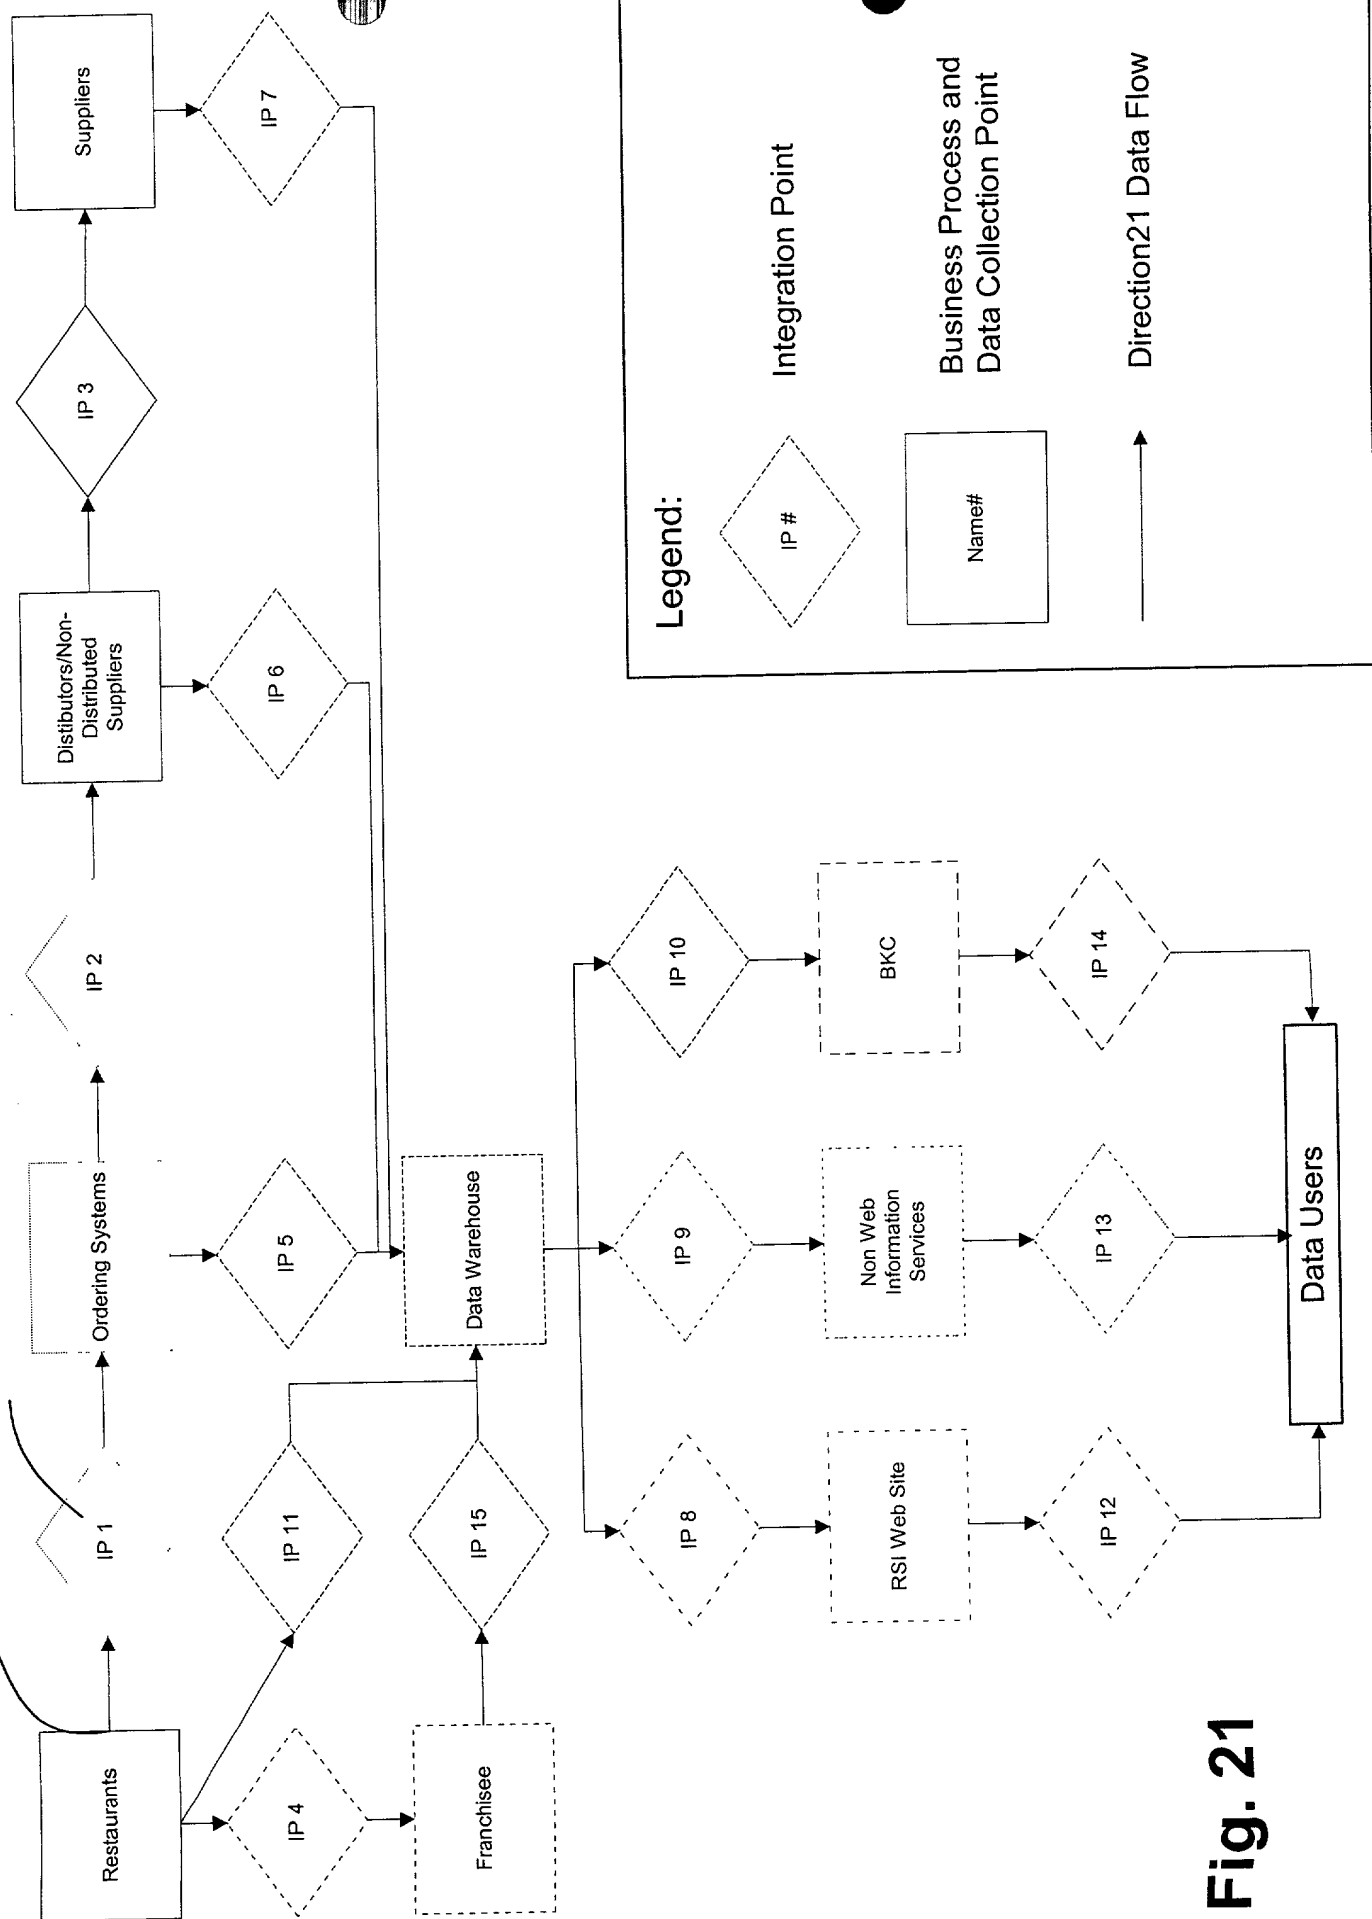 Restaurants
IP 1
Ordering Systems
IP 2
Distibutors/Non-
Distributed
Suppliers
IP 3
Suppliers
IP 4
IP 11
IP 5
IP 6
IP 7
Franchisee
IP 15
Data Warehouse
IP 8
IP 9
IP 10
RSI Web Site
Non Web
Information
Services
BKC
IP 12
IP 13
IP 14
Data Users
Legend:
IP #
Integration Point
Name#
Business Process and
Data Collection Point
Direction21 Data Flow
Fig. 21